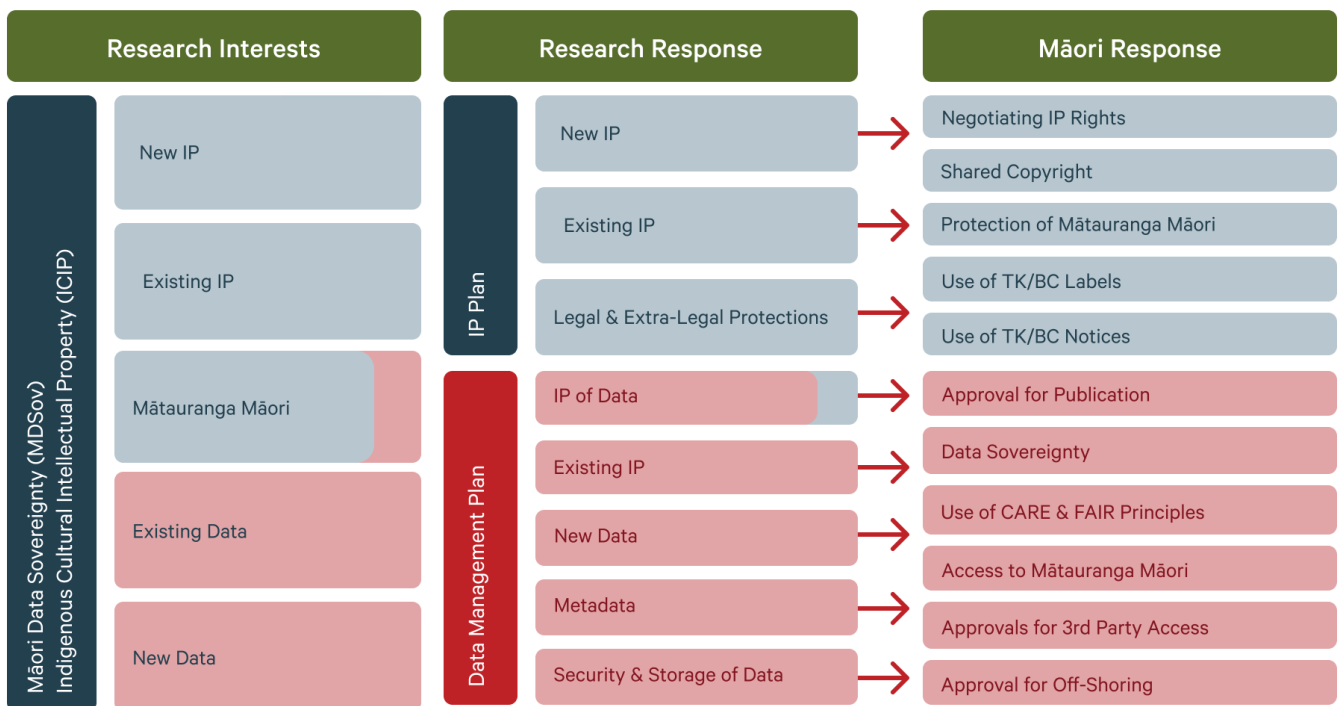 Research Interests
Research Response
Māori Response
Māori Data Sovereignty (MDSov)
Indigenous Cultural Intellectual Property (ICIP)
New IP
Existing IP
Mātauranga Māori
Existing Data
New Data
IP Plan
New IP
Existing IP
Legal & Extra-Legal Protections
Data Management Plan
IP of Data
Existing IP
New Data
Metadata
Security & Storage of Data
Negotiating IP Rights
Shared Copyright
Protection of Mātauranga Māori
Use of TK/BC Labels
Use of TK/BC Notices
Approval for Publication
Data Sovereignty
Use of CARE & FAIR Principles
Access to Mātauranga Māori
Approvals for 3rd Party Access
Approval for Off-Shoring